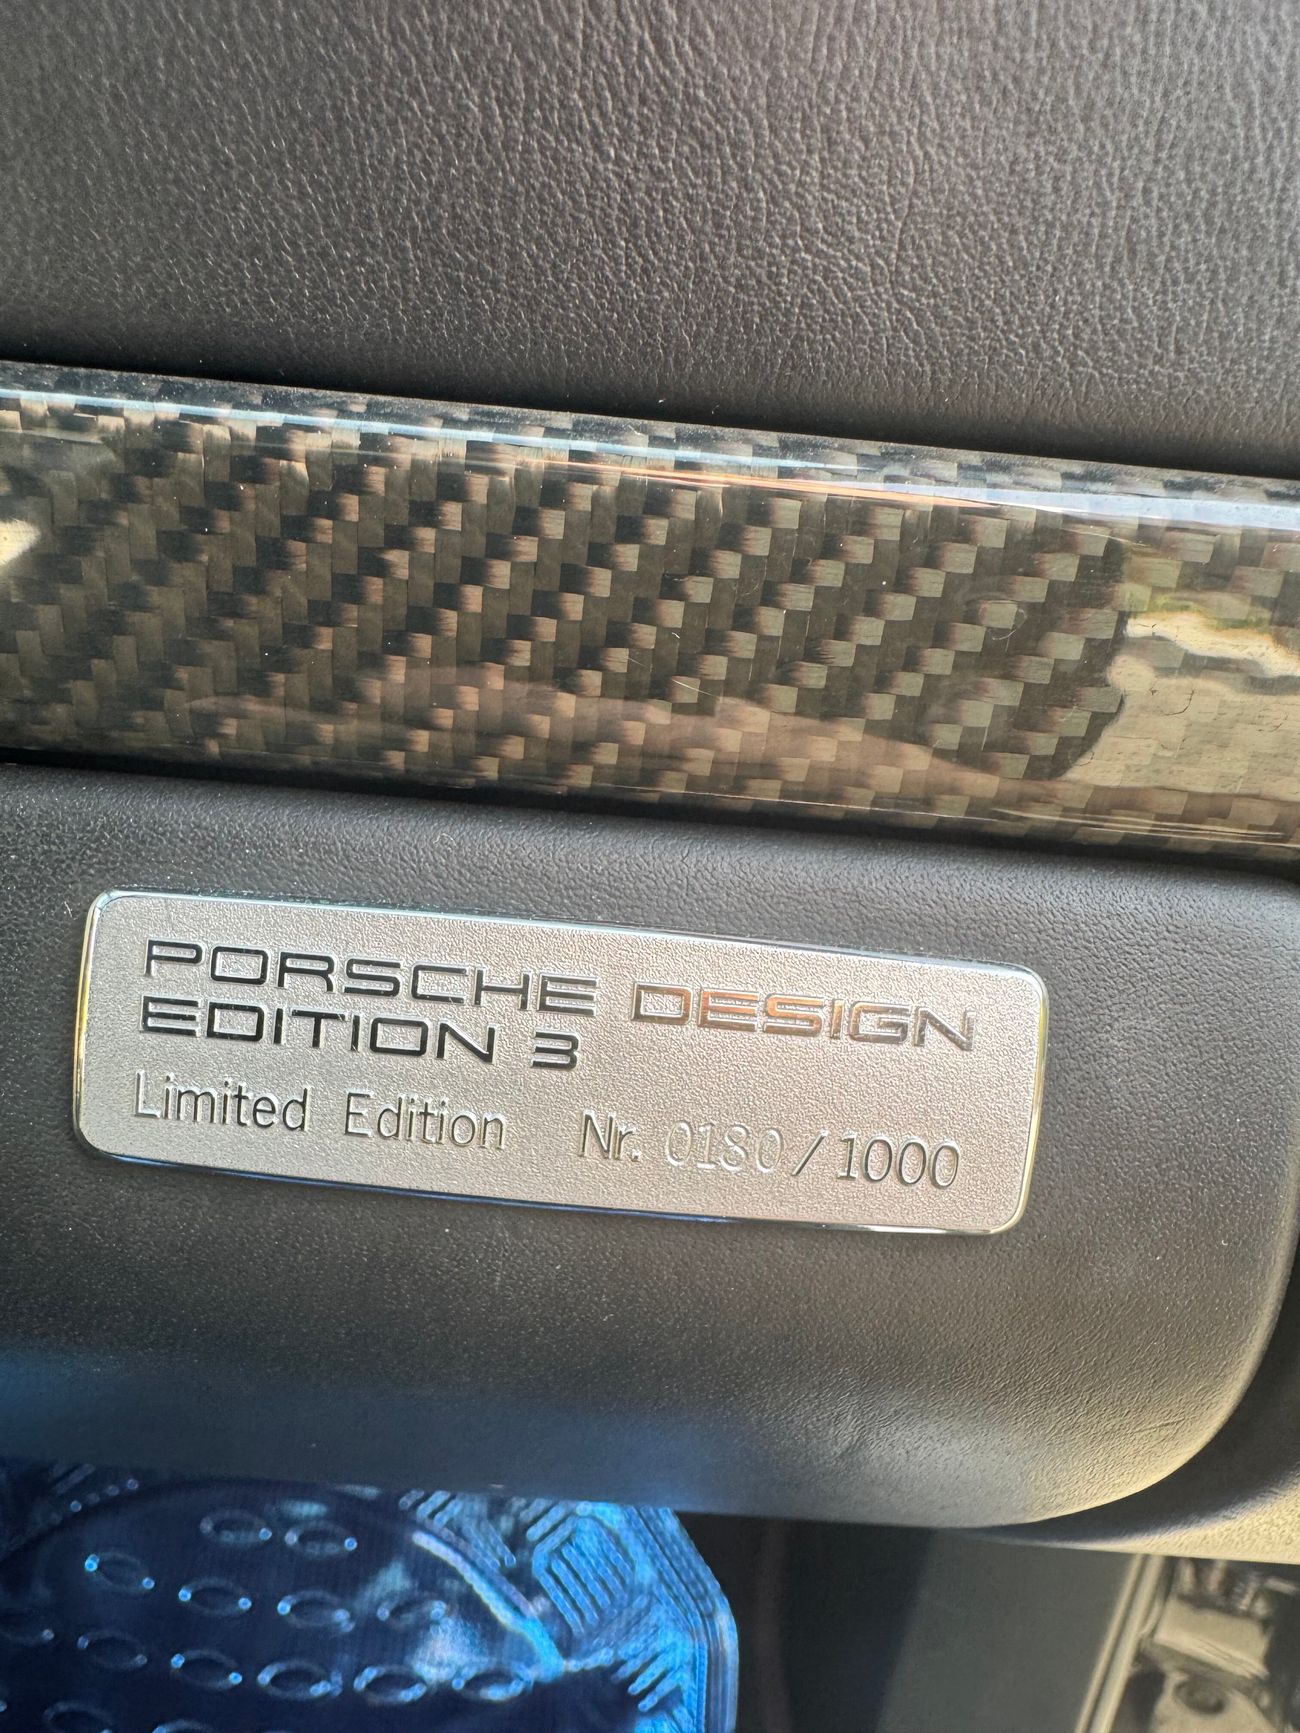 PORSCHE DESIGN
EDITION 3
Limited Edition Nr. 0180/1000